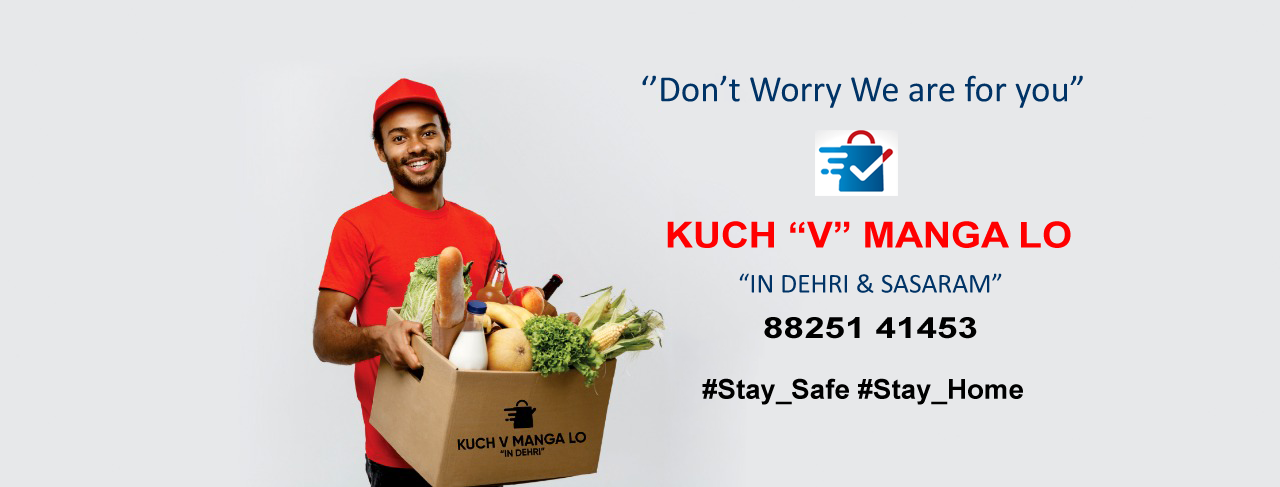 ‘’Don’t Worry We are for you”
KUCH “V” MANGA LO
“IN DEHRI & SASARAM”
88251 41453
#Stay_Safe #Stay_Home
KUCH V MANGA LO
“IN DEHRI”